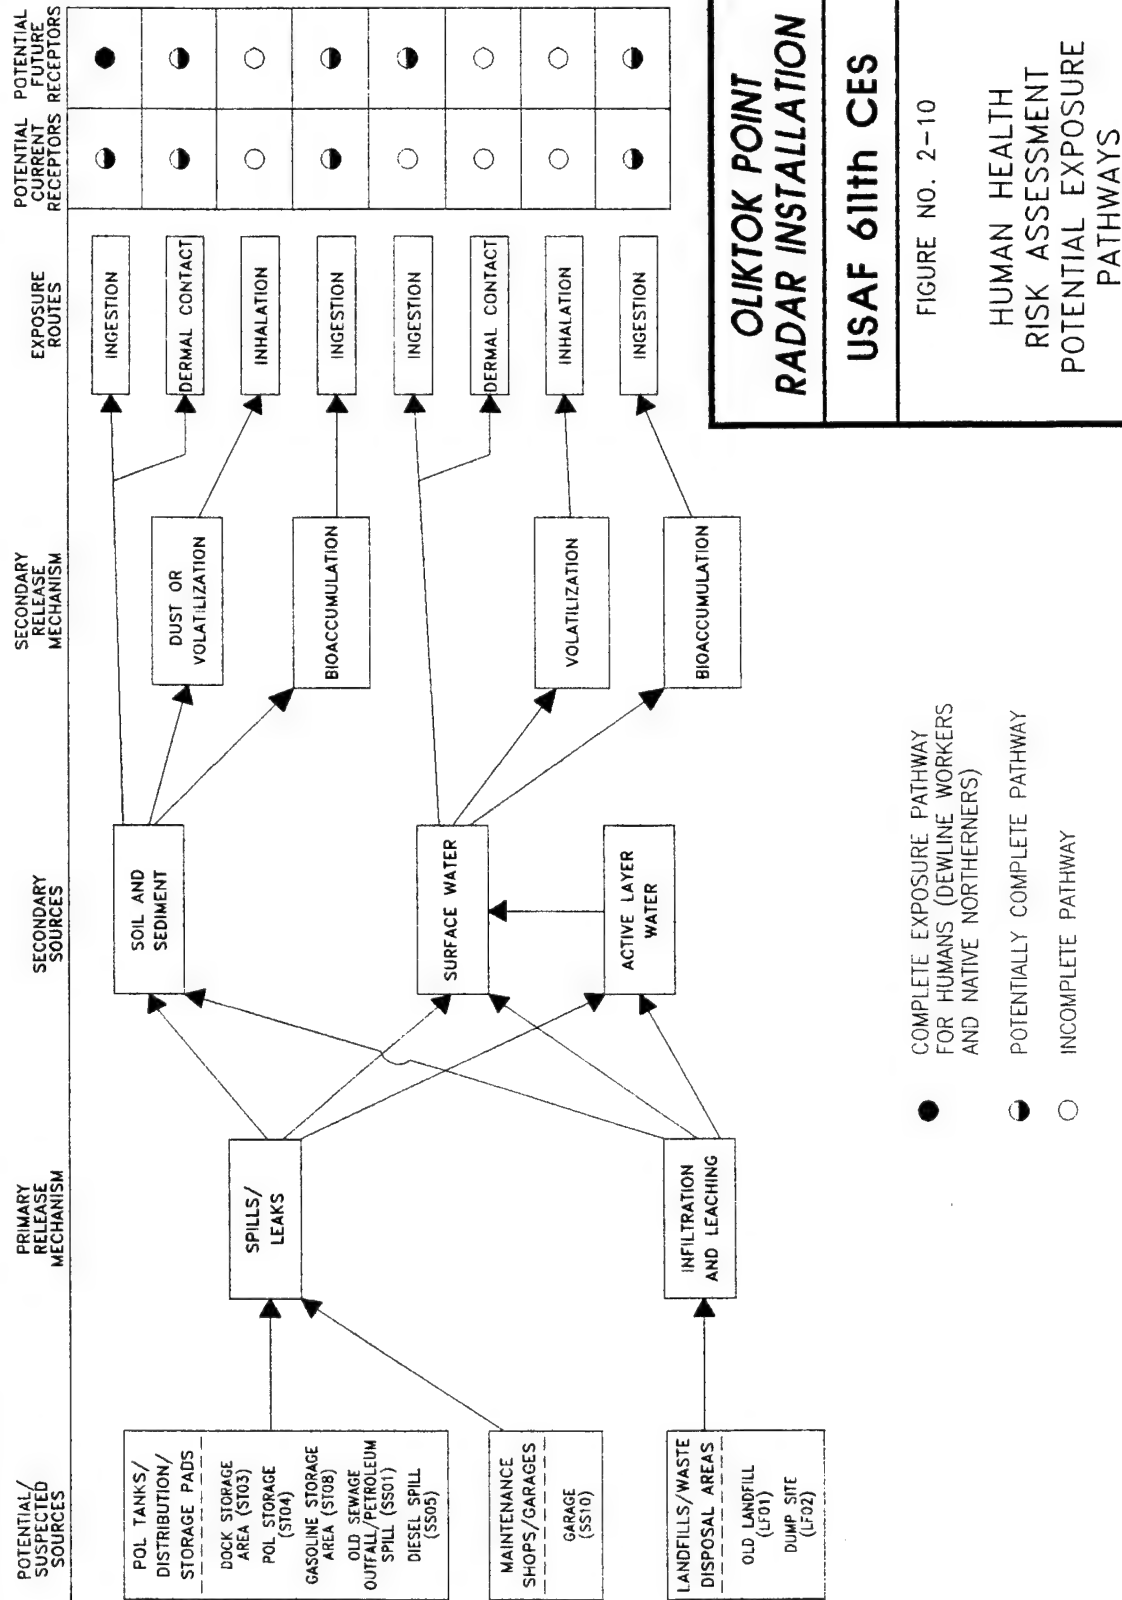 POTENTIAL/
SUSPECTED
SOURCES
PRIMARY
RELEASE
MECHANISM
SECONDARY
SOURCES
SECONDARY
RELEASE
MECHANISM
EXPOSURE
ROUTES
POTENTIAL
CURRENT
RECEPTORS
POTENTIAL
FUTURE
RECEPTORS
POL TANKS/
DISTRIBUTION/
STORAGE PADS
DOCK STORAGE
AREA (ST03)
POL STORAGE
(ST04)
GASOLINE STORAGE
AREA (ST08)
OLD SEWAGE
OUTFALL/PETROLEUM
SPILL (SS01)
DIESEL SPILL
(SS05)
MAINTENANCE
SHOPS/GARAGES
GARAGE
(SS10)
LANDFILLS/WASTE
DISPOSAL AREAS
OLD LANDFILL
(LF01)
DUMP SITE
(LF02)
SPILLS/
LEAKS
INFILTRATION
AND LEACHING
SOIL AND
SEDIMENT
SURFACE WATER
ACTIVE LAYER
WATER
DUST OR
VOLATILIZATION
BIOACCUMULATION
VOLATILIZATION
BIOACCUMULATION
INGESTION
DERMAL CONTACT
INHALATION
INGESTION
INGESTION
DERMAL CONTACT
INHALATION
INGESTION
COMPLETE EXPOSURE PATHWAY
FOR HUMANS (DEWLINE WORKERS
AND NATIVE NORTHERNERS)
POTENTIALLY COMPLETE PATHWAY
INCOMPLETE PATHWAY
OLIKTOK POINT
RADAR INSTALLATION
USAF 611th CES
FIGURE NO. 2-10
HUMAN HEALTH
RISK ASSESSMENT
POTENTIAL EXPOSURE
PATHWAYS